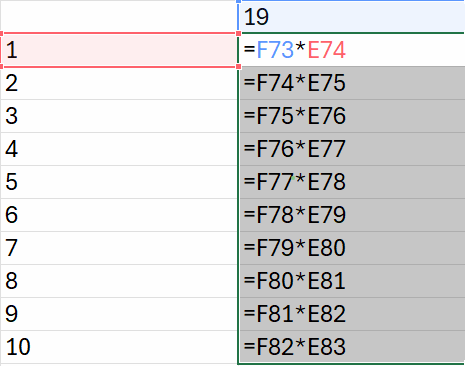 19
1 =F73*E74
2 =F74*E75
3 =F75*E76
4 =F76*E77
5 =F77*E78
6 =F78*E79
7 =F79*E80
8 =F80*E81
9 =F81*E82
10 =F82*E83